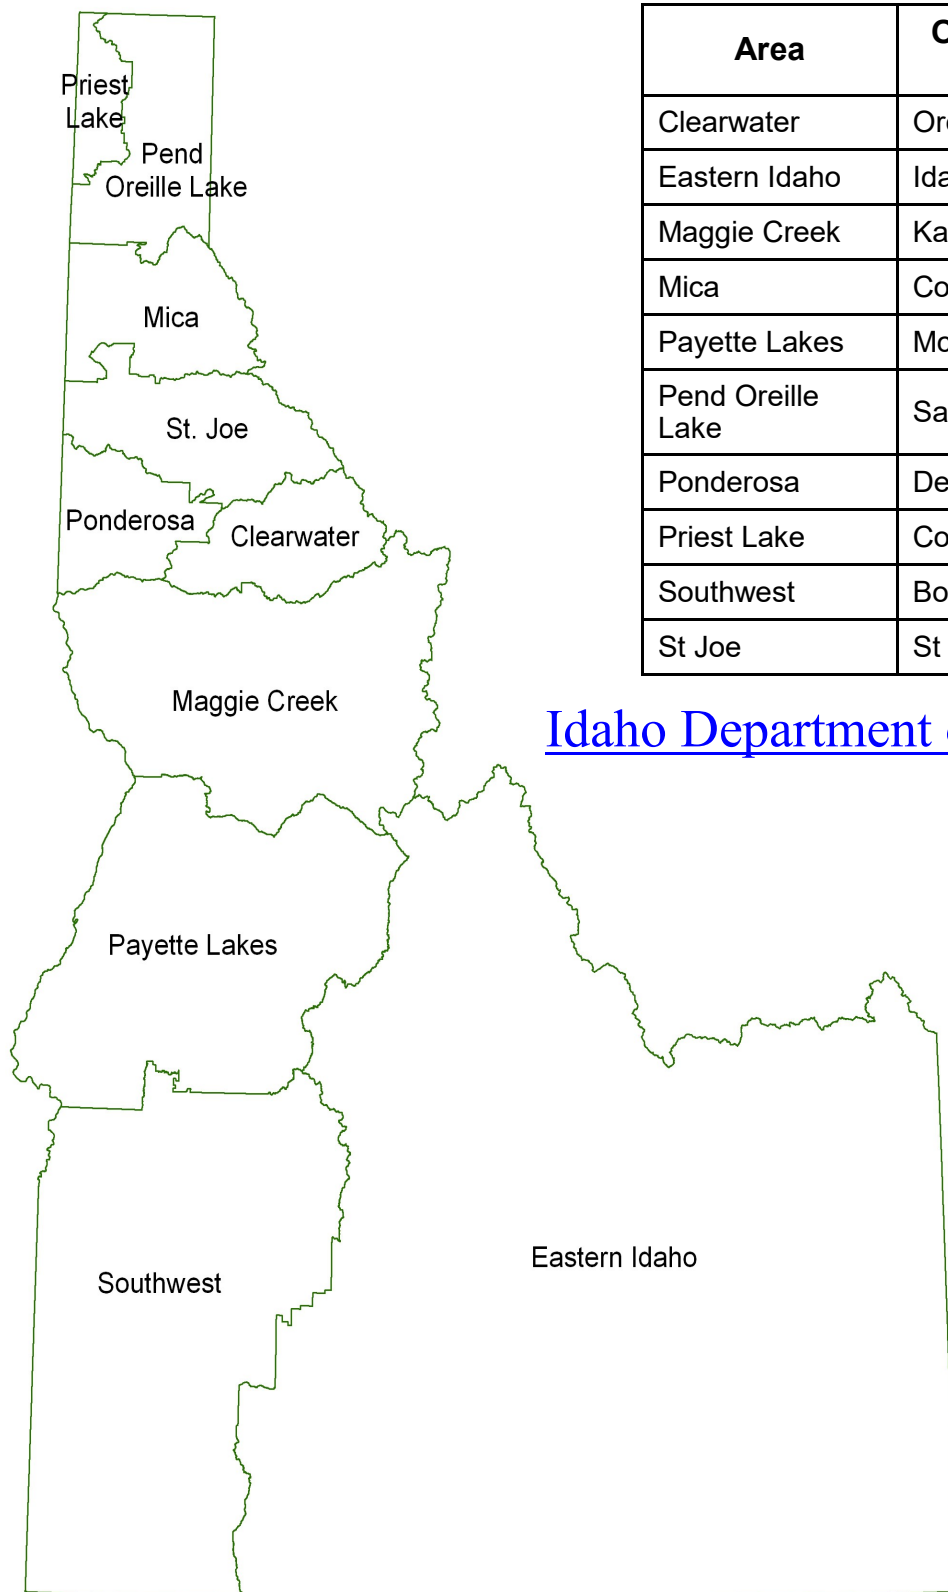 Priest
Lake
Pend
Oreille Lake
Mica
St. Joe
Ponderosa
Clearwater
Maggie Creek
Payette Lakes
Southwest
Eastern Idaho
Area
Clearwater
Eastern Idaho
Maggie Creek
Mica
Payette Lakes
Pend Oreille
Lake
Ponderosa
Priest Lake
Southwest
St Joe St
Idaho Department